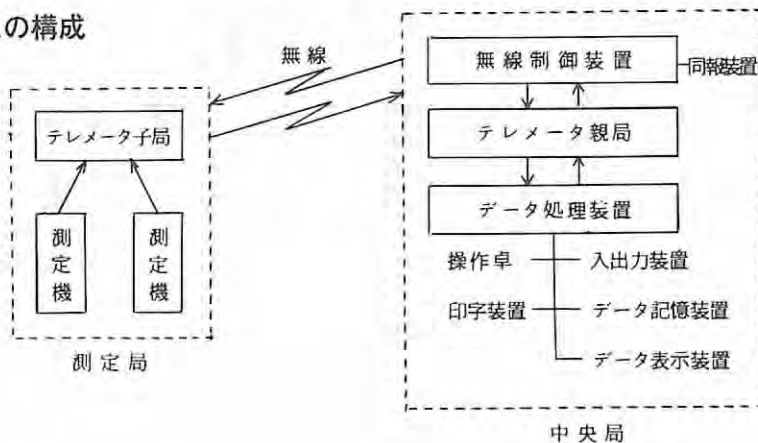 の構成
無線
無線制御装置
同報装置
テレメータ子局
テレメータ親局
データ処理装置
測定機
測定機
操作卓
入出力装置
印字装置
データ記憶装置
データ表示装置
測定局
中央局